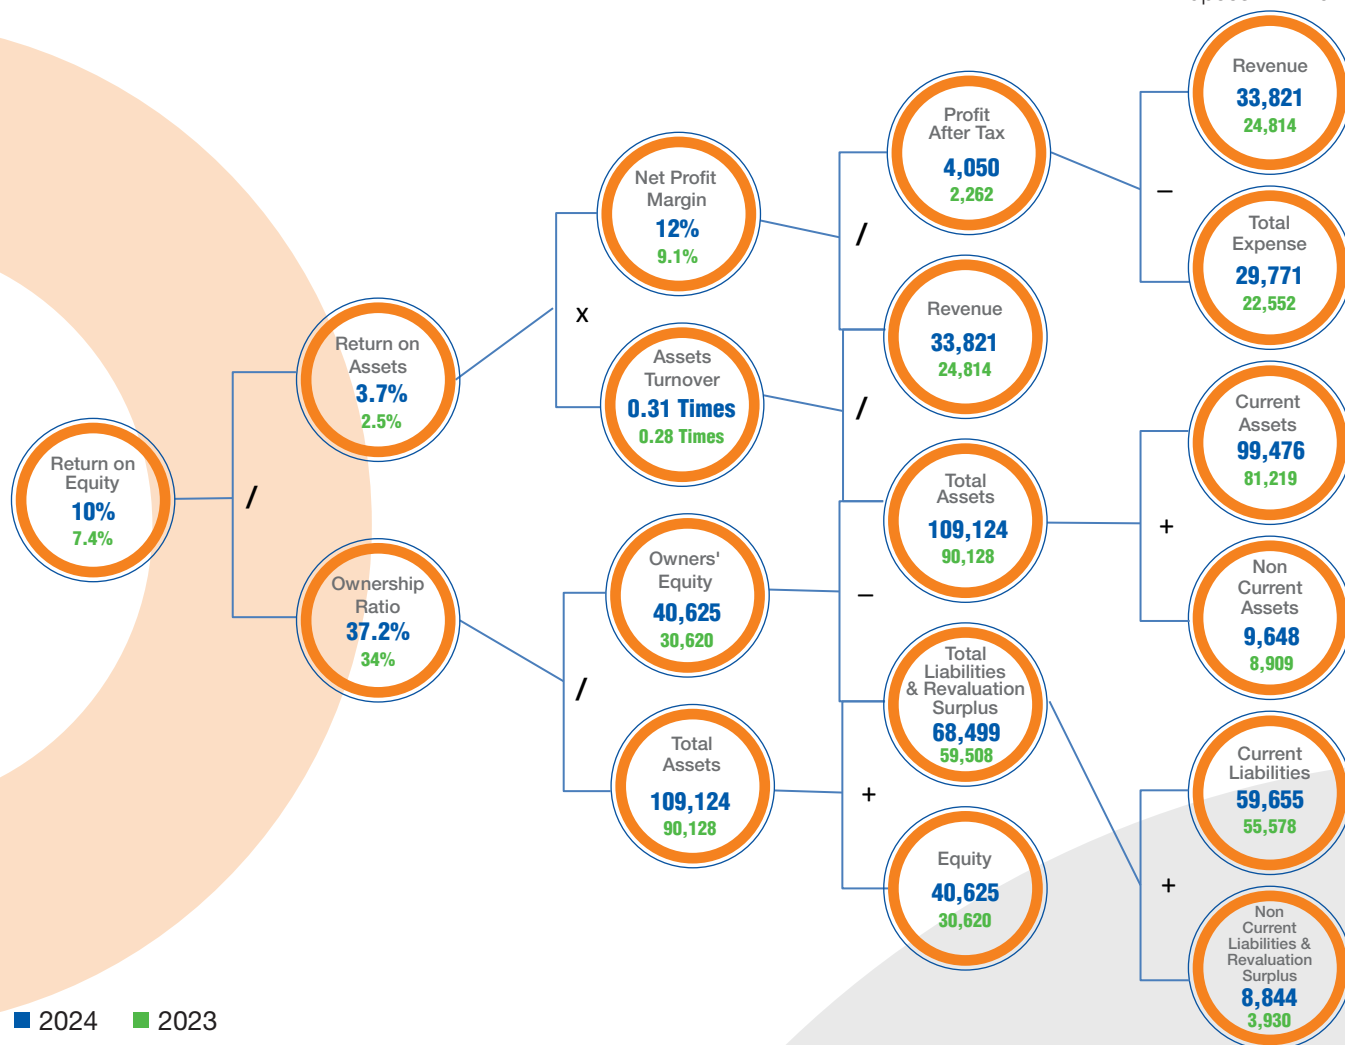 Return on
Equity
10%
7.4%
/
Return on
Assets
3.7%
2.5%
Ownership
Ratio
37.2%
34%
x
Net Profit
Margin
12%
9.1%
Assets
Turnover
0.31 Times
0.28 Times
/
Owners'
Equity
40,625
30,620
Total
Assets
109,124
90,128
/
Profit
After Tax
4,050
2,262
/
Revenue
33,821
24,814
Total
Assets
109,124
90,128
–
Total
Liabilities
& Revaluation
Surplus
68,499
59,508
+
Equity
40,625
30,620
Revenue
33,821
24,814
–
Total
Expense
29,771
22,552
Current
Assets
99,476
81,219
+
Non
Current
Assets
9,648
8,909
Current
Liabilities
59,655
55,578
+
Non
Current
Liabilities &
Revaluation
Surplus
8,844
3,930
2024
2023